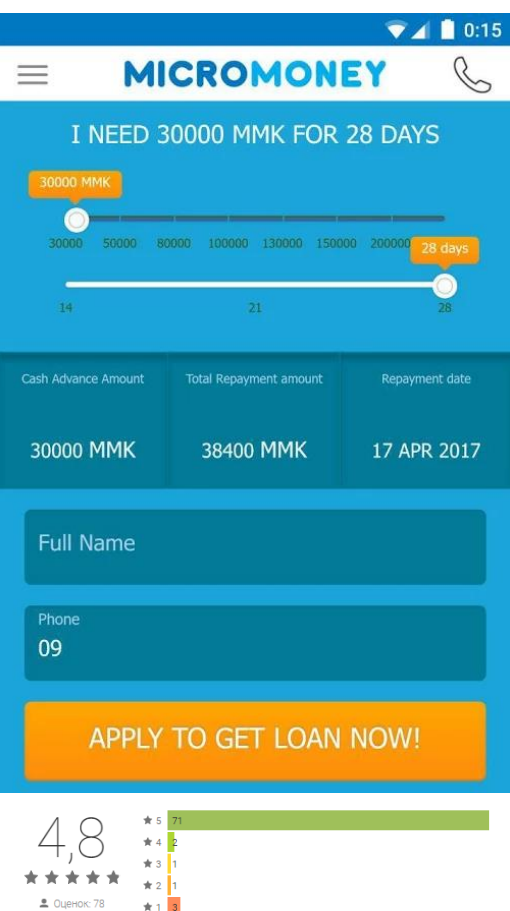 0:15
MICROMONEY
I NEED 30000 MMK FOR 28 DAYS
30000 MMK
30000 50000 80000 100000 130000 150000 200000
28 days
14 21 28
Cash Advance Amount Total Repayment amount Repayment date
30000 MMK 38400 MMK 17 APR 2017
Full Name
Phone
09
APPLY TO GET LOAN NOW!
4,8
5 71
4 2
3 1
2 1
1 3
Оценок: 78